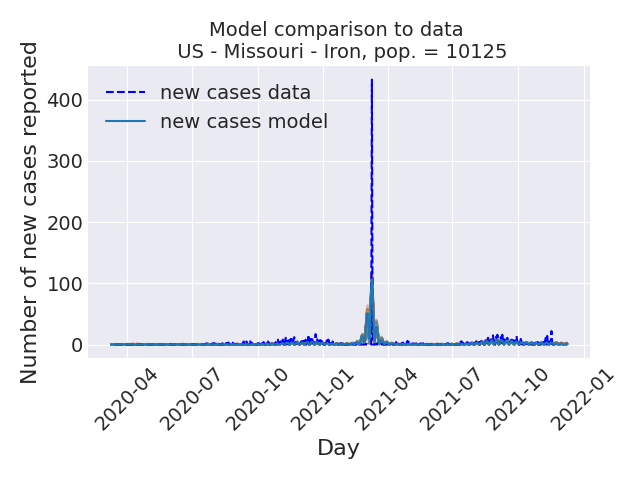 Model comparison to data
US - Missouri - Iron, pop. = 10125
Number of new cases reported
new cases data
new cases model
400
300
200
100
0
2020-04
2020-07
2020-10
2021-01
2021-04
2021-07
2021-10
2022-01
Day